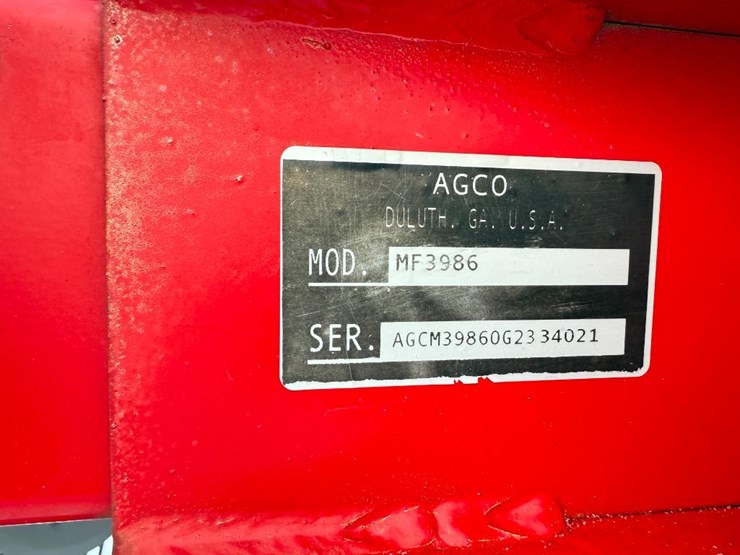 AGCO
DULUTH. GA. U.S.A.
MOD. MF3986
SER. AGCM39860G2334021